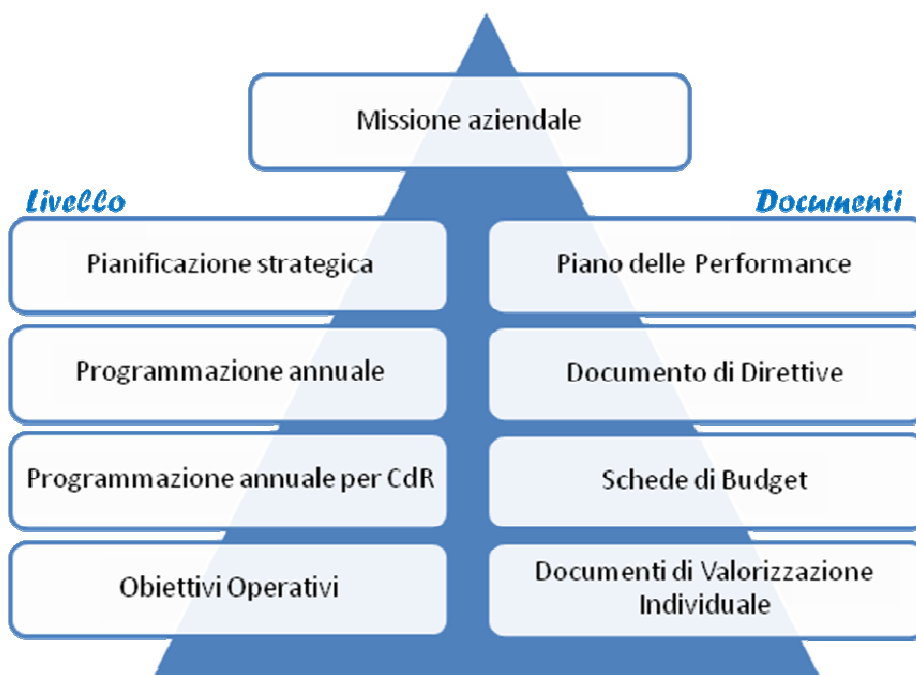 Missione aziendale
Livello
Documenti
Pianificazione strategica
Piano delle Performance
Programmazione annuale
Documento di Direttive
Programmazione annuale per CdR
Schede di Budget
Obiettivi Operativi
Documenti di Valorizzazione
Individuale